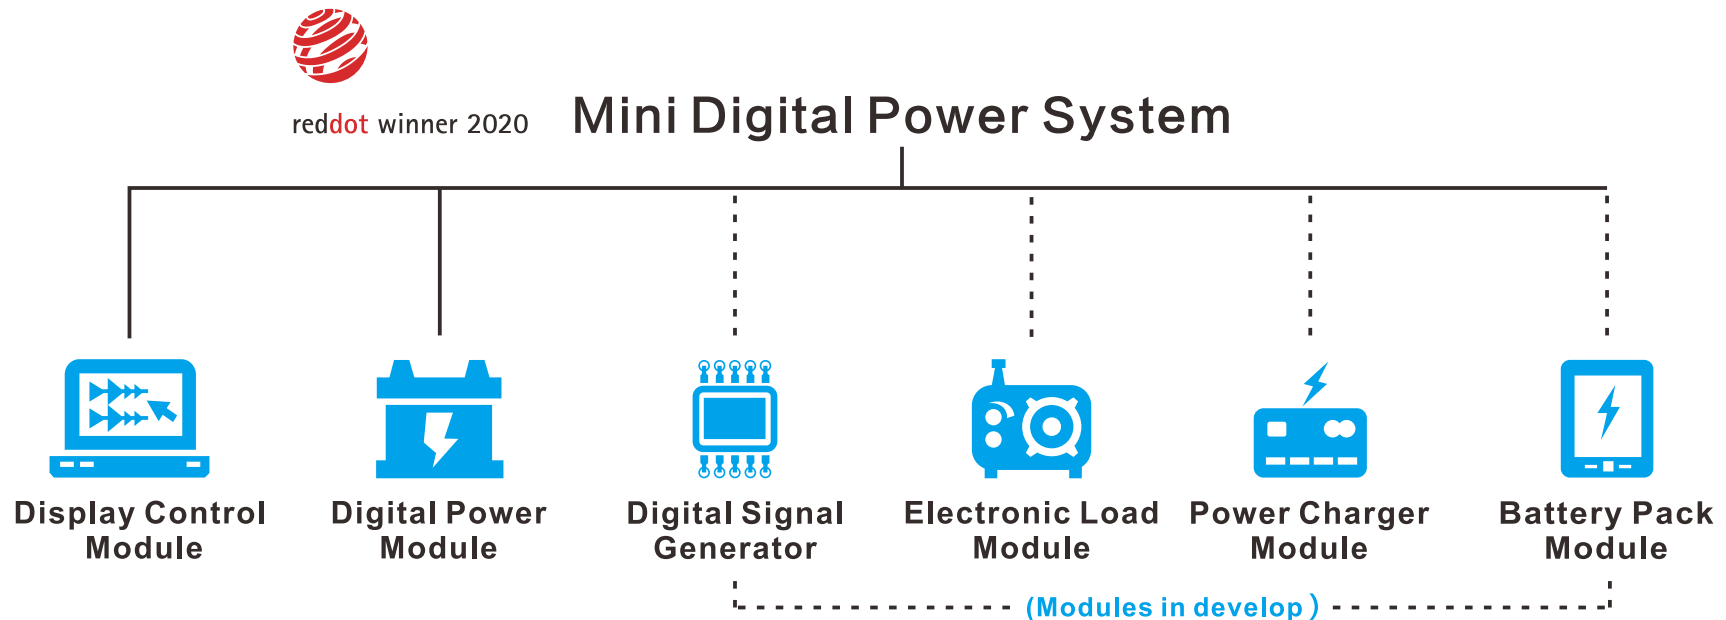 reddot winner 2020
Mini Digital Power System
Display Control
Module
Digital Power
Module
Digital Signal
Generator
Electronic Load
Module
Power Charger
Module
Battery Pack
Module
(Modules in develop )